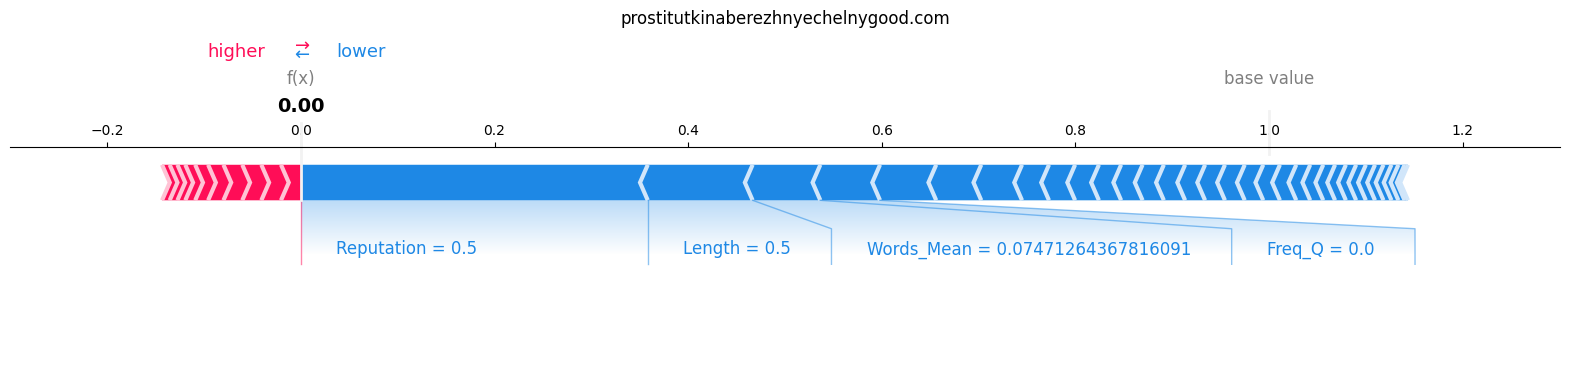 prostitutkinaberezhnyechelnygood.com
higher → ← lower
f(x) base value
0.00
−0.2 0.0 0.2 0.4 0.6 0.8 1.0 1.2
Reputation = 0.5 Length = 0.5 Words_Mean = 0.07471264367816091 Freq_Q = 0.0